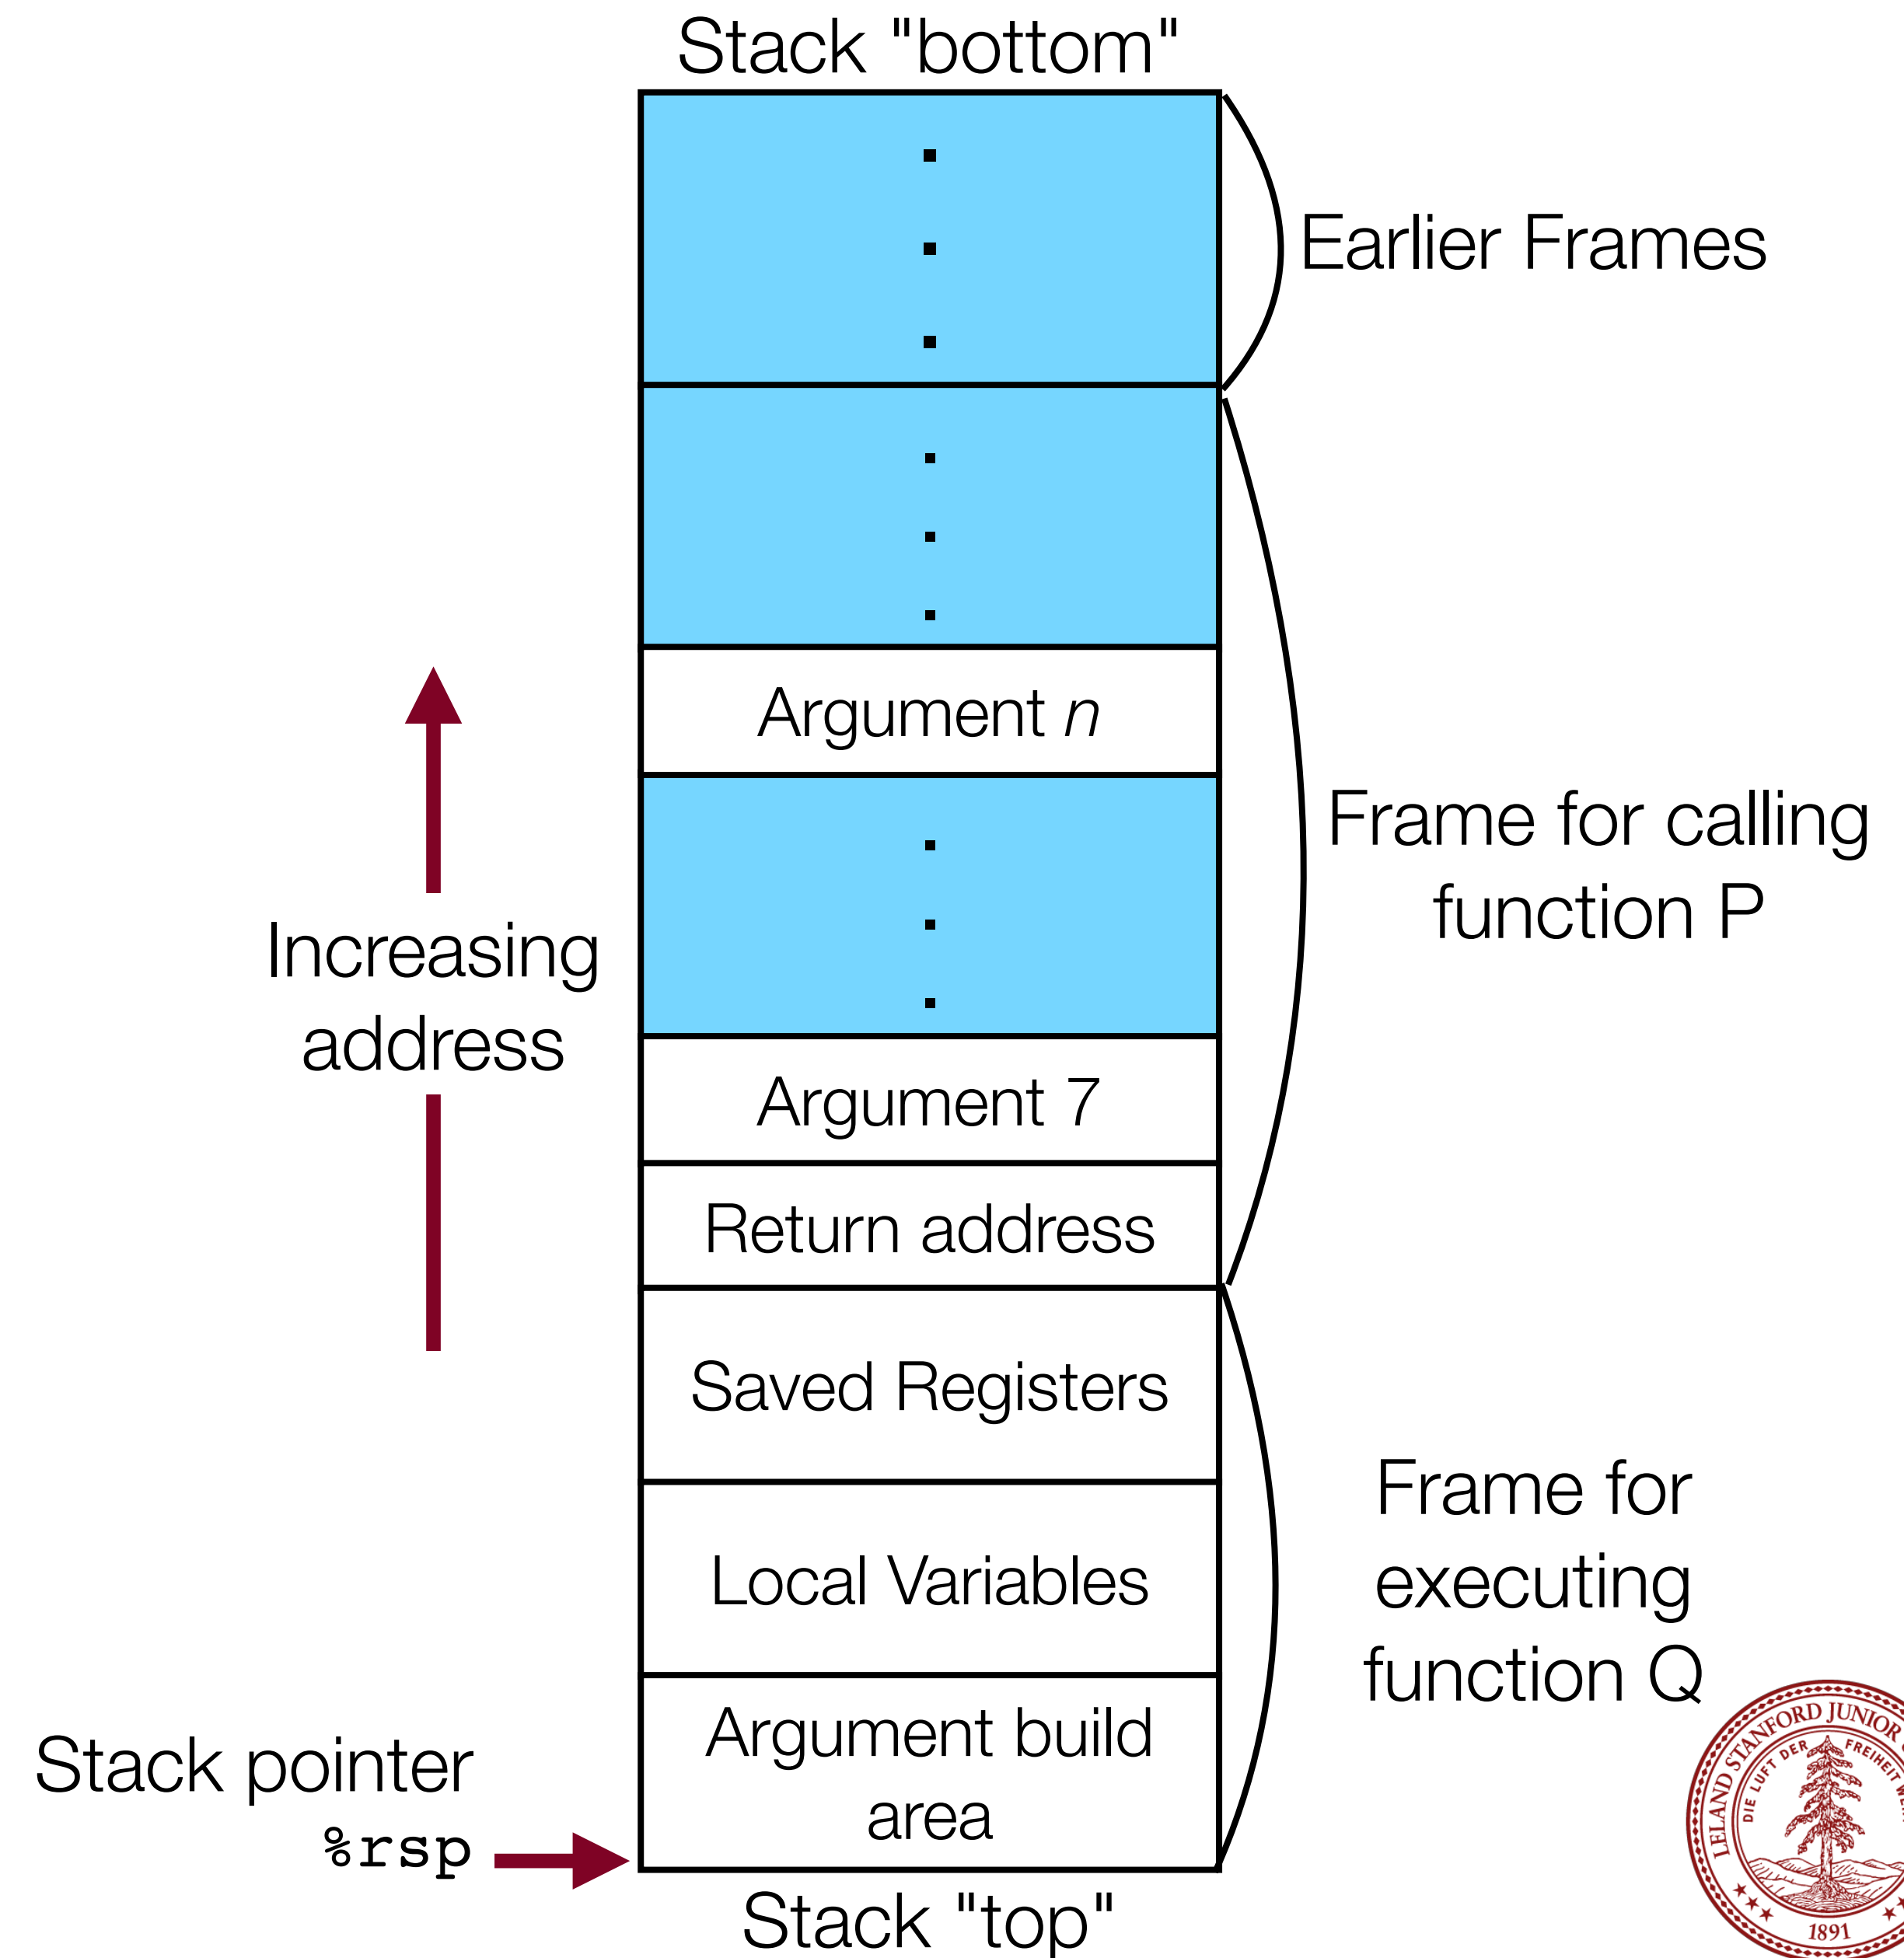 Stack "bottom"
Earlier Frames
Argument n
Frame for calling
function P
Increasing
address
Argument 7
Return address
Saved Registers
Frame for
executing
function Q
Local Variables
Argument build
area
Stack pointer
%rsp
Stack "top"
LELAND STANFORD JUNIOR
DIE LUFT DER FREIHEIT
1891